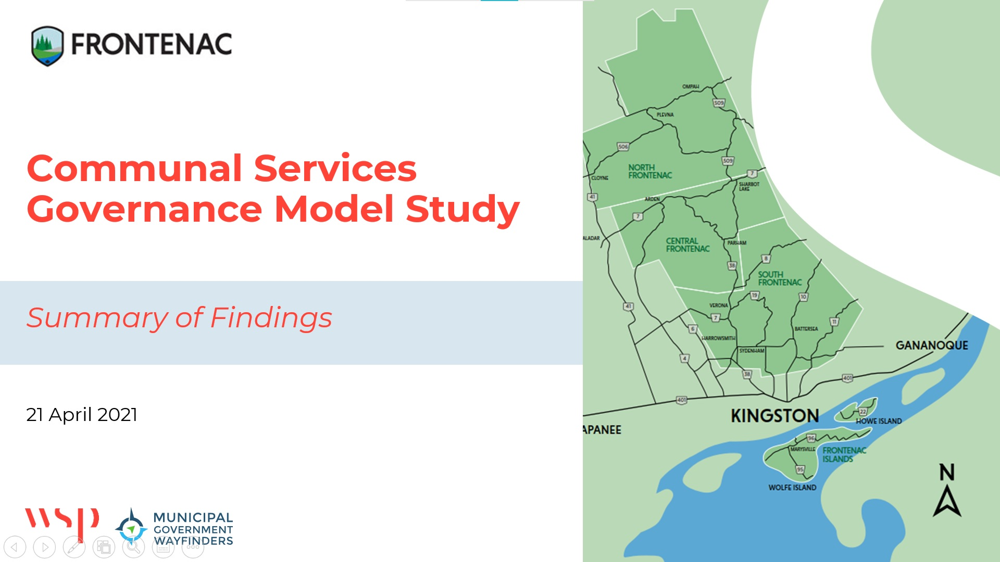 FRONTENAC
Communal Services
Governance Model Study
Summary of Findings
21 April 2021
wsp
MUNICIPAL
GOVERNMENT
WAYFINDERS
OMPAH
509
PLEVNA
506
509
NORTH
FRONTENAC
7
CLOYNE
SHARBOT
LAKE
41
ARDEN
7
ALADAR
CENTRAL
FRONTENAC
PARHAM
8
38
SOUTH
FRONTENAC
19
10
41
VERONA
7
11
6
BATTERSEA
HARROWSMITH
GANANOQUE
SYDENHAM
4
38
401
401
KINGSTON
22
HOWE ISLAND
APANEE
96
MARYSVILLE
FRONTENAC
ISLANDS
95
WOLFE ISLAND
N